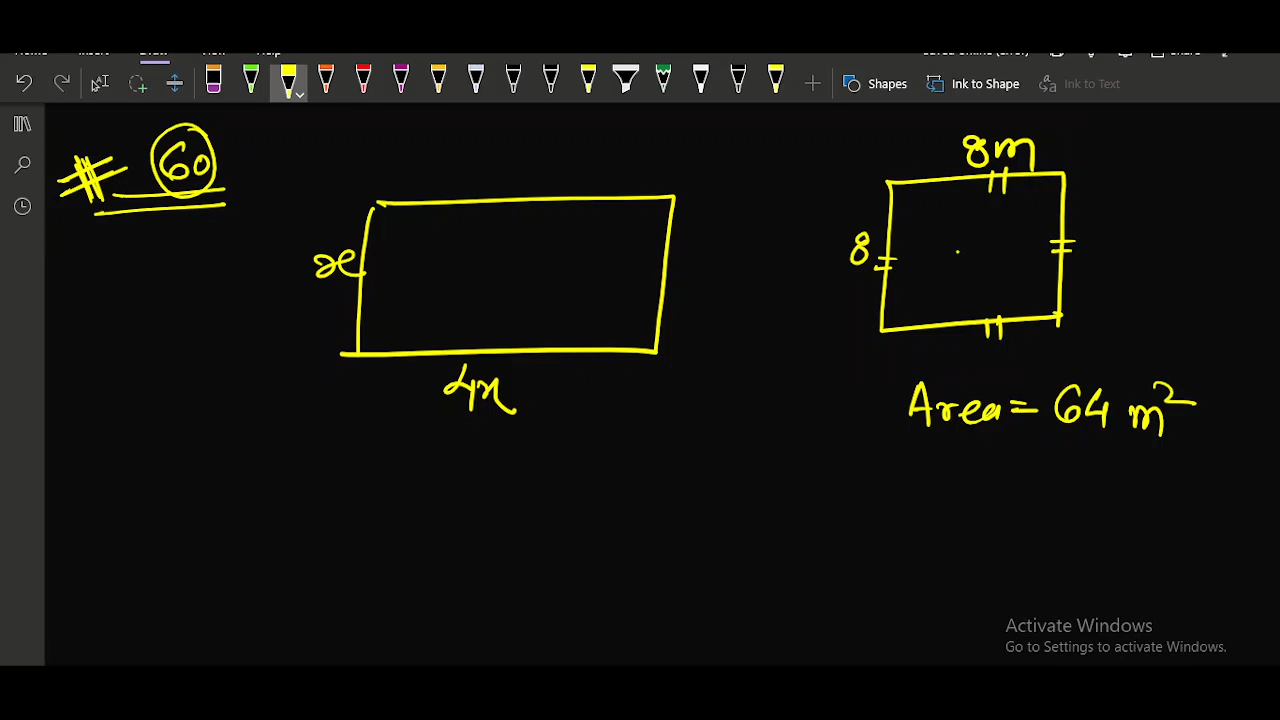 Shapes
Ink to Shape
Ink to Text
# 60
8m
x
8
4x
Area = 64 m²
Activate Windows
Go to Settings to activate Windows.